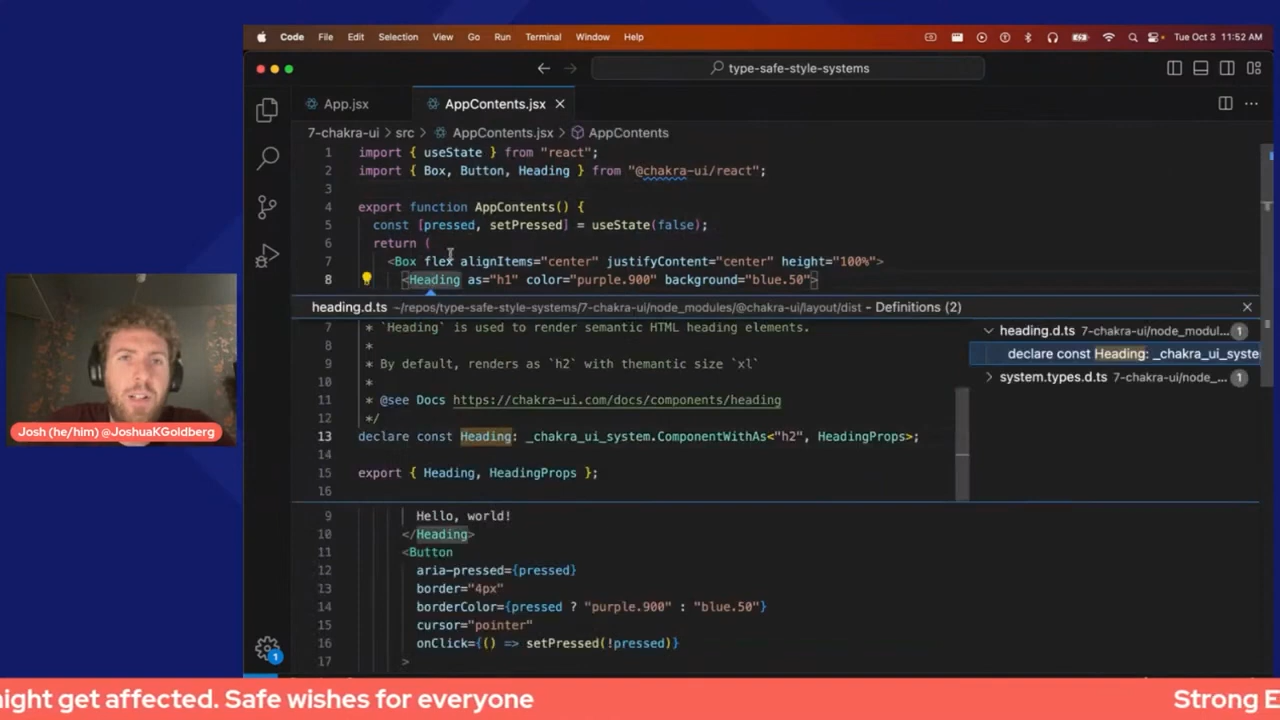 Code File Edit Selection View Go Run Terminal Window Help Tue Oct 3 11:52 AM
type-safe-style-systems
App.jsx AppContents.jsx
7-chakra-ui > src > AppContents.jsx > AppContents
1 import { useState } from "react";
2 import { Box, Button, Heading } from "@chakra-ui/react";
3
4 export function AppContents() {
5 const [pressed, setPressed] = useState(false);
6 return (
7 <Box flex alignItems="center" justifyContent="center" height="100%">
8 <Heading as="h1" color="purple.900" background="blue.50">
heading.d.ts ~/repos/type-safe-style-systems/7-chakra-ui/node_modules/@chakra-ui/layout/dist - Definitions (2)
7 * `Heading` is used to render semantic HTML heading elements.
8 *
9 * By default, renders as `h2` with themantic size `xl`
10 *
11 * @see Docs https://chakra-ui.com/docs/components/heading
12 */
13 declare const Heading: _chakra_ui_system.ComponentWithAs<"h2", HeadingProps>;
14
15 export { Heading, HeadingProps };
16
heading.d.ts 7-chakra-ui/node_modul... 1
declare const Heading: _chakra_ui_syste
system.types.d.ts 7-chakra-ui/node_... 1
9 Hello, world!
10 </Heading>
11 <Button
12 aria-pressed={pressed}
13 border="4px"
14 borderColor={pressed ? "purple.900" : "blue.50"}
15 cursor="pointer"
16 onClick={() => setPressed(!pressed)}
17 >
1
Josh (he/him) @JoshuaKGoldberg
night get affected. Safe wishes for everyone Strong E